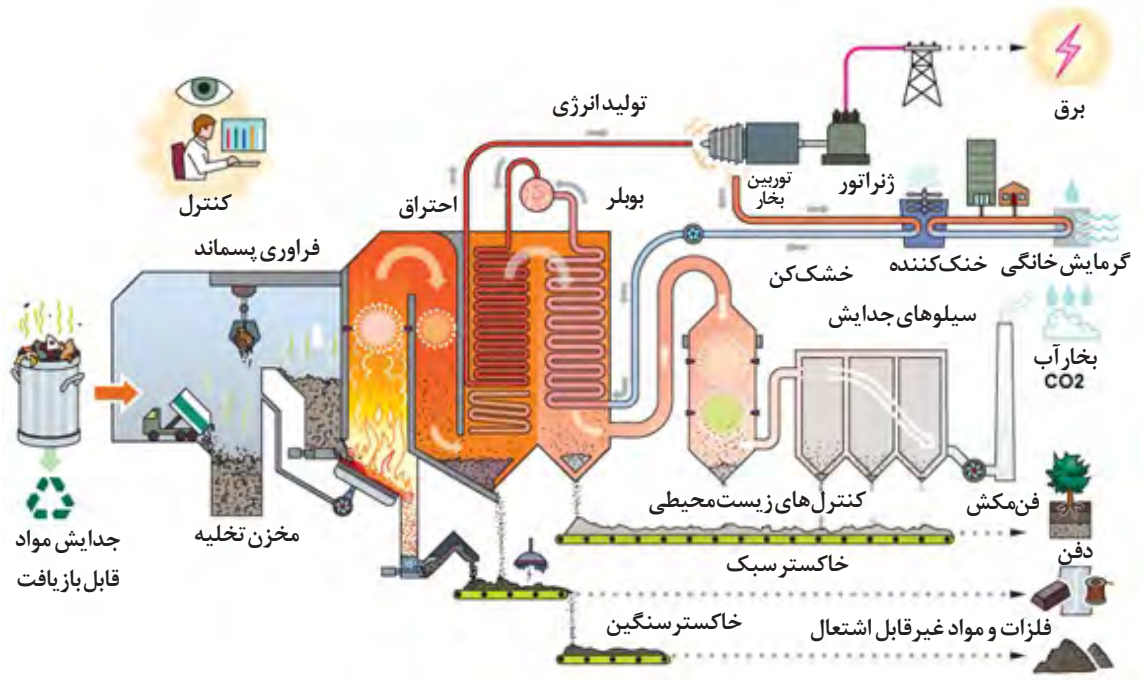 برق
تولید انرژی
کنترل
احتراق
بویلر
توربین
بخار
ژنراتور
فراوری پسماند
خشک‌کن
خنک‌کننده
گرمایش خانگی
سیلوهای جدایش
بخار آب
CO2
جدایش مواد
قابل بازیافت
مخزن تخلیه
کنترل‌های زیست‌محیطی
فن مکش
دفن
خاکستر سبک
خاکستر سنگین
فلزات و مواد غیر قابل اشتعال